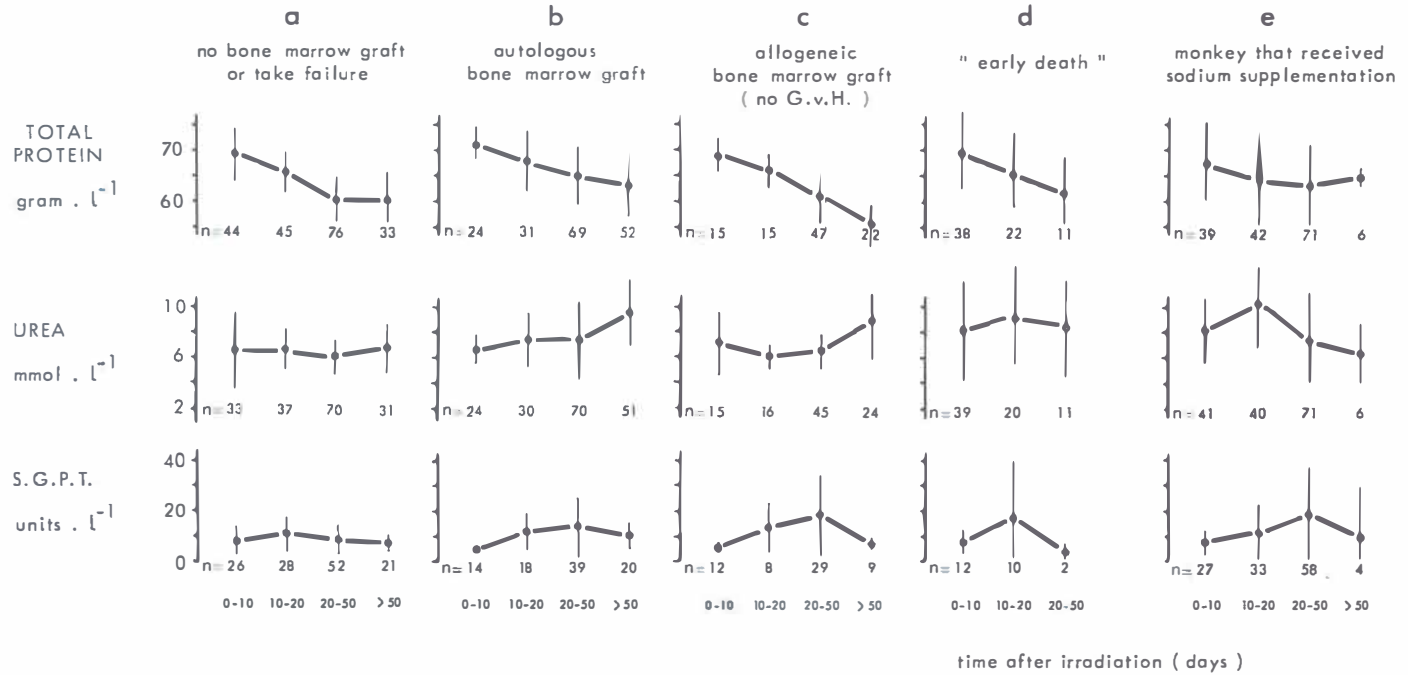 a b c d e
no bone marrow graft autologous allogeneic " early death " monkey that received
or take failure bone marrow graft bone marrow graft sodium supplementation
( no G.v.H. )
TOTAL
PROTEIN
gram . l-1
70
60
n= 44 45 76 33 n= 24 31 69 52 n= 15 15 47 22 n= 38 22 11 n= 39 42 71 6
UREA
mmol . l-1
10
6
2
n= 33 37 70 31 n= 24 30 70 51 n= 15 16 45 24 n= 39 20 11 n= 41 40 71 6
S.G.P.T.
units . l-1
40
20
0
n= 26 28 52 21 n= 14 18 39 20 n= 12 8 29 9 n= 12 10 2 n= 27 33 58 4
0-10 10-20 20-50 >50 0-10 10-20 20-50 >50 0-10 10-20 20-50 >50 0-10 10-20 20-50 0-10 10-20 20-50 >50
time after irradiation ( days )